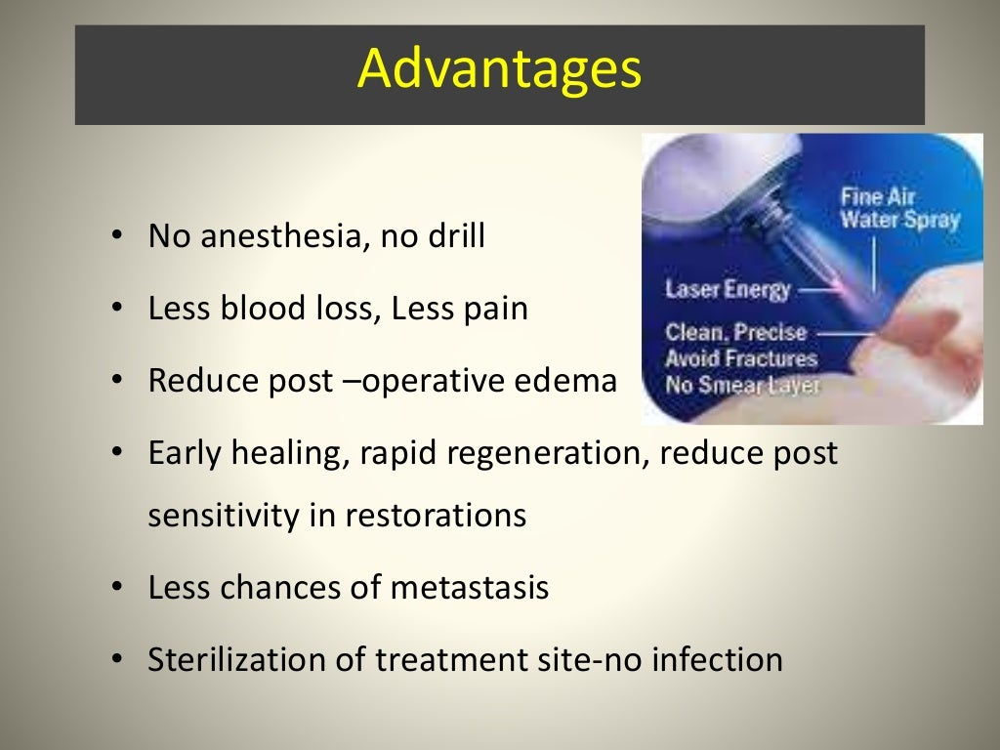 Advantages
• No anesthesia, no drill
• Less blood loss, Less pain
• Reduce post –operative edema
• Early healing, rapid regeneration, reduce post
sensitivity in restorations
• Less chances of metastasis
• Sterilization of treatment site-no infection
Fine Air
Water Spray
Laser Energy
Clean, Precise
Avoid Fractures
No Smear Layer